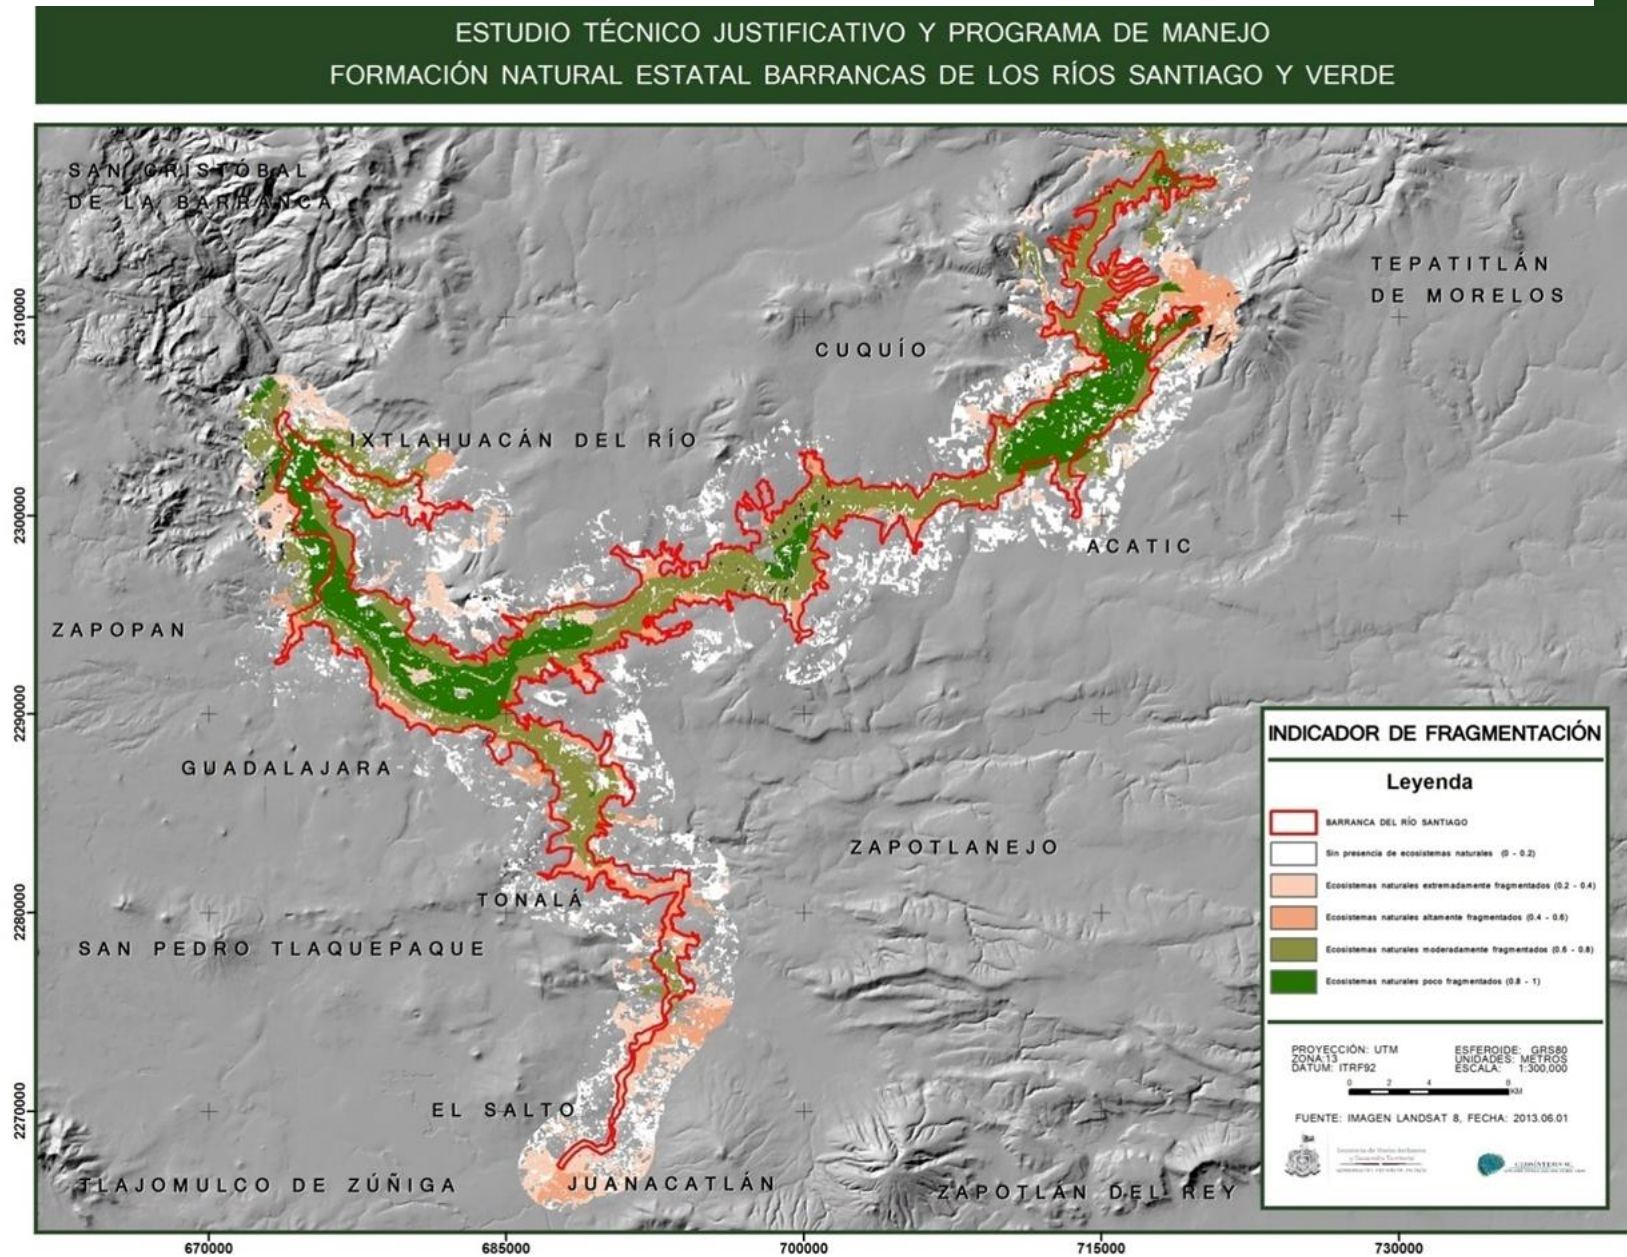 ESTUDIO TÉCNICO JUSTIFICATIVO Y PROGRAMA DE MANEJO
FORMACIÓN NATURAL ESTATAL BARRANCAS DE LOS RÍOS SANTIAGO Y VERDE
SAN CRISTÓBAL
DE LA BARRANCA
TEPATITLÁN
DE MORELOS
2310000
CUQUÍO
IXTLAHUACÁN DEL RÍO
2300000
ACATIC
ZAPOPAN
2290000
GUADALAJARA
ZAPOTLANEJO
TONALÁ
2280000
SAN PEDRO TLAQUEPAQUE
2270000
EL SALTO
TLAJOMULCO DE ZÚÑIGA
JUANACATLÁN
ZAPOTLÁN DEL REY
INDICADOR DE FRAGMENTACIÓN
Leyenda
BARRANCA DEL RÍO SANTIAGO
Sin presencia de ecosistemas naturales (0 - 0.2)
Ecosistemas naturales extremadamente fragmentados (0.2 - 0.4)
Ecosistemas naturales altamente fragmentados (0.4 - 0.6)
Ecosistemas naturales moderadamente fragmentados (0.6 - 0.8)
Ecosistemas naturales poco fragmentados (0.8 - 1)
PROYECCIÓN: UTM
ZONA:13
DATUM: ITRF92
ESFEROIDE: GRS80
UNIDADES: METROS
ESCALA: 1:300,000
0 2 4 8
KM
FUENTE: IMAGEN LANDSAT 8, FECHA: 2013.06.01
Secretaría de Medio Ambiente
y Desarrollo Territorial
670000 685000 700000 715000 730000